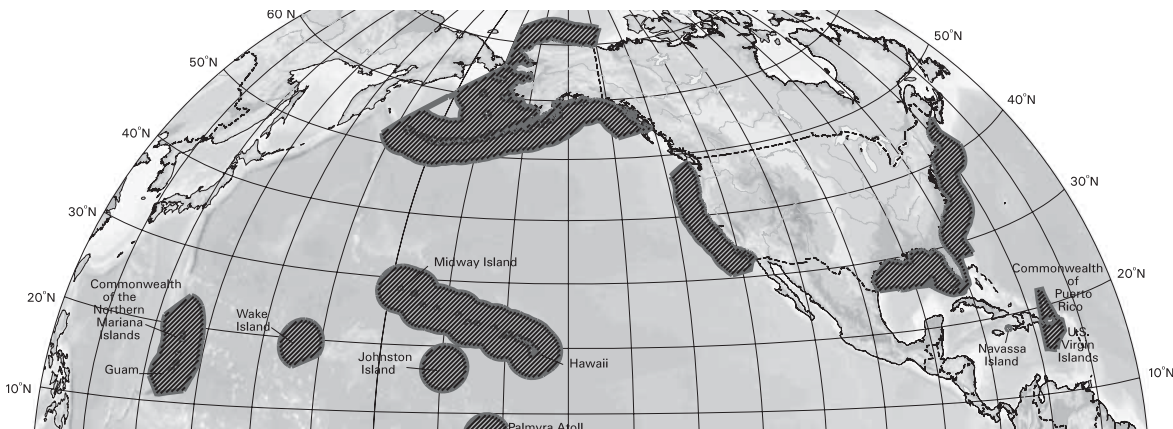 60°N
50°N
50°N
40°N
40°N
30°N
30°N
20°N
20°N
10°N
10°N
Midway Island
Commonwealth
of the
Northern
Mariana
Islands
Guam
Wake
Island
Johnston
Island
Hawaii
Palmyra Atoll
Commonwealth
of
Puerto
Rico
Navassa
Island
U.S.
Virgin
Islands